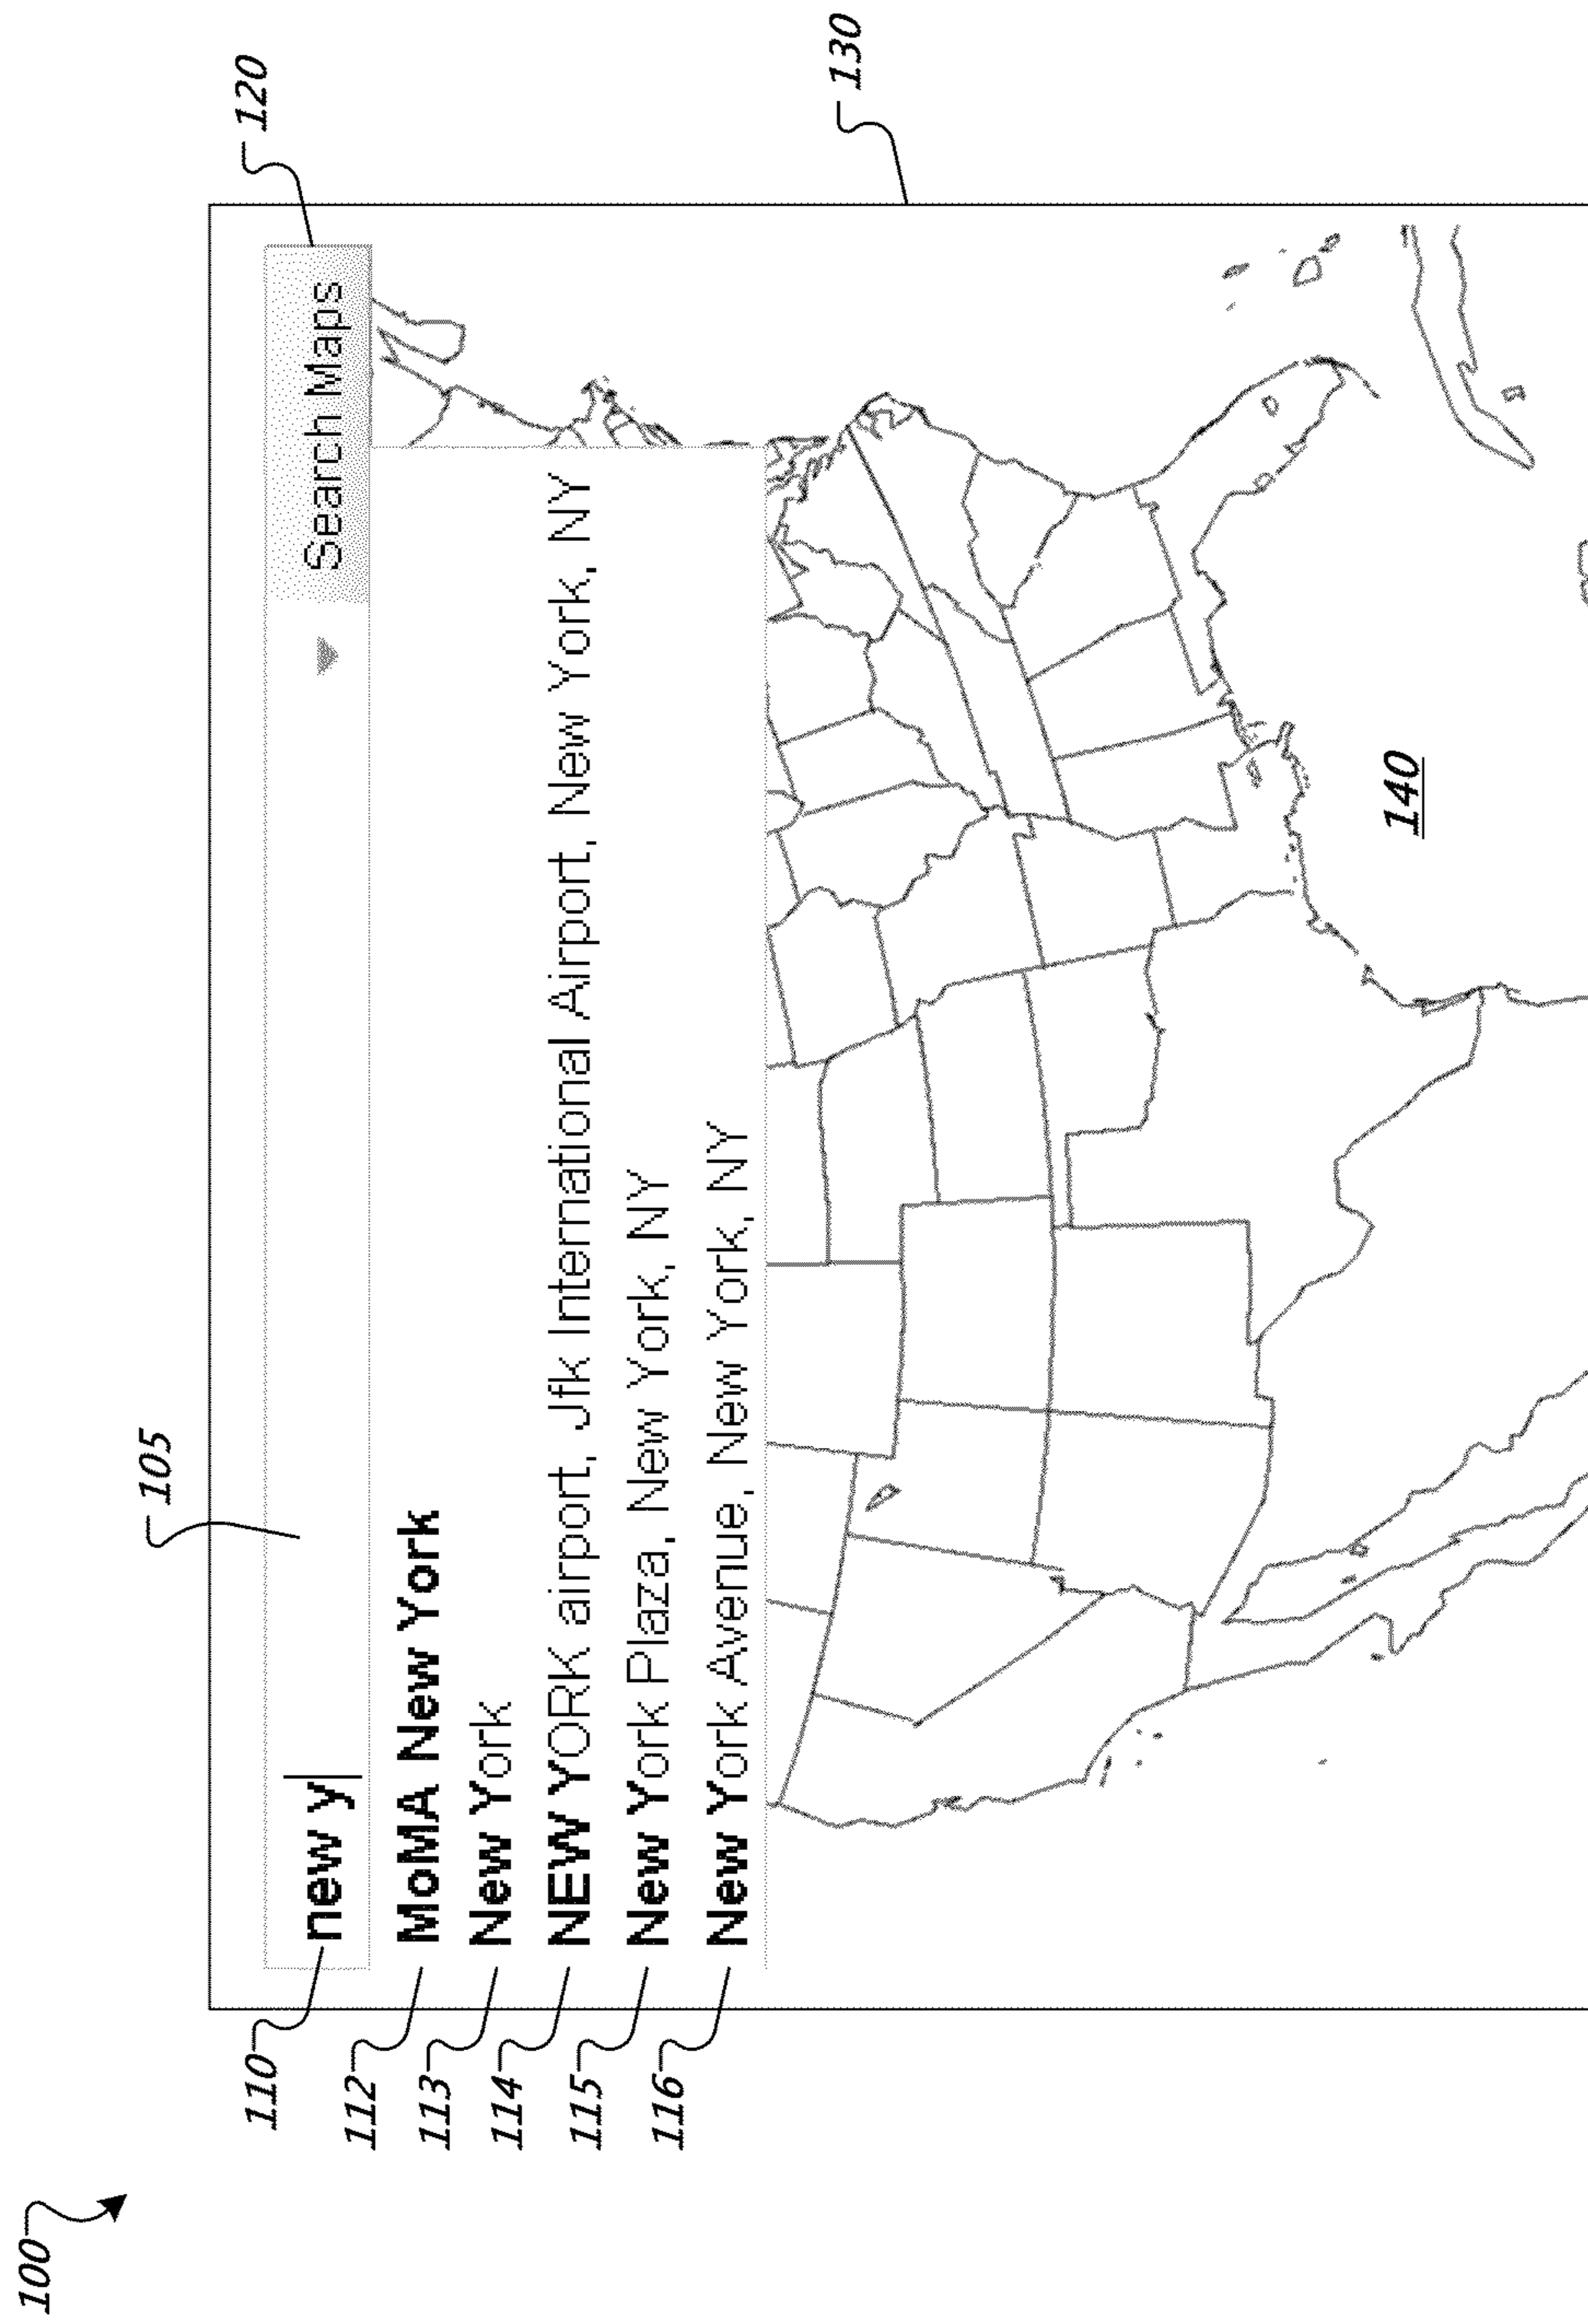 100
105
120
110 new y Search Maps
112 MoMA New York
113 New York
114 NEW YORK airport, Jfk International Airport, New York, NY
115 New York Plaza, New York, NY
116 New York Avenue, New York, NY
130
140